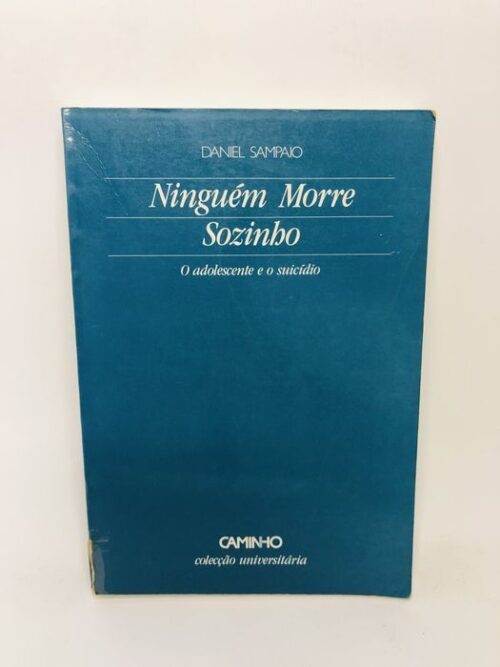 DANIEL SAMPAIO
Ninguém Morre
Sozinho
O adolescente e o suicídio
CAMINHO
colecção universitária